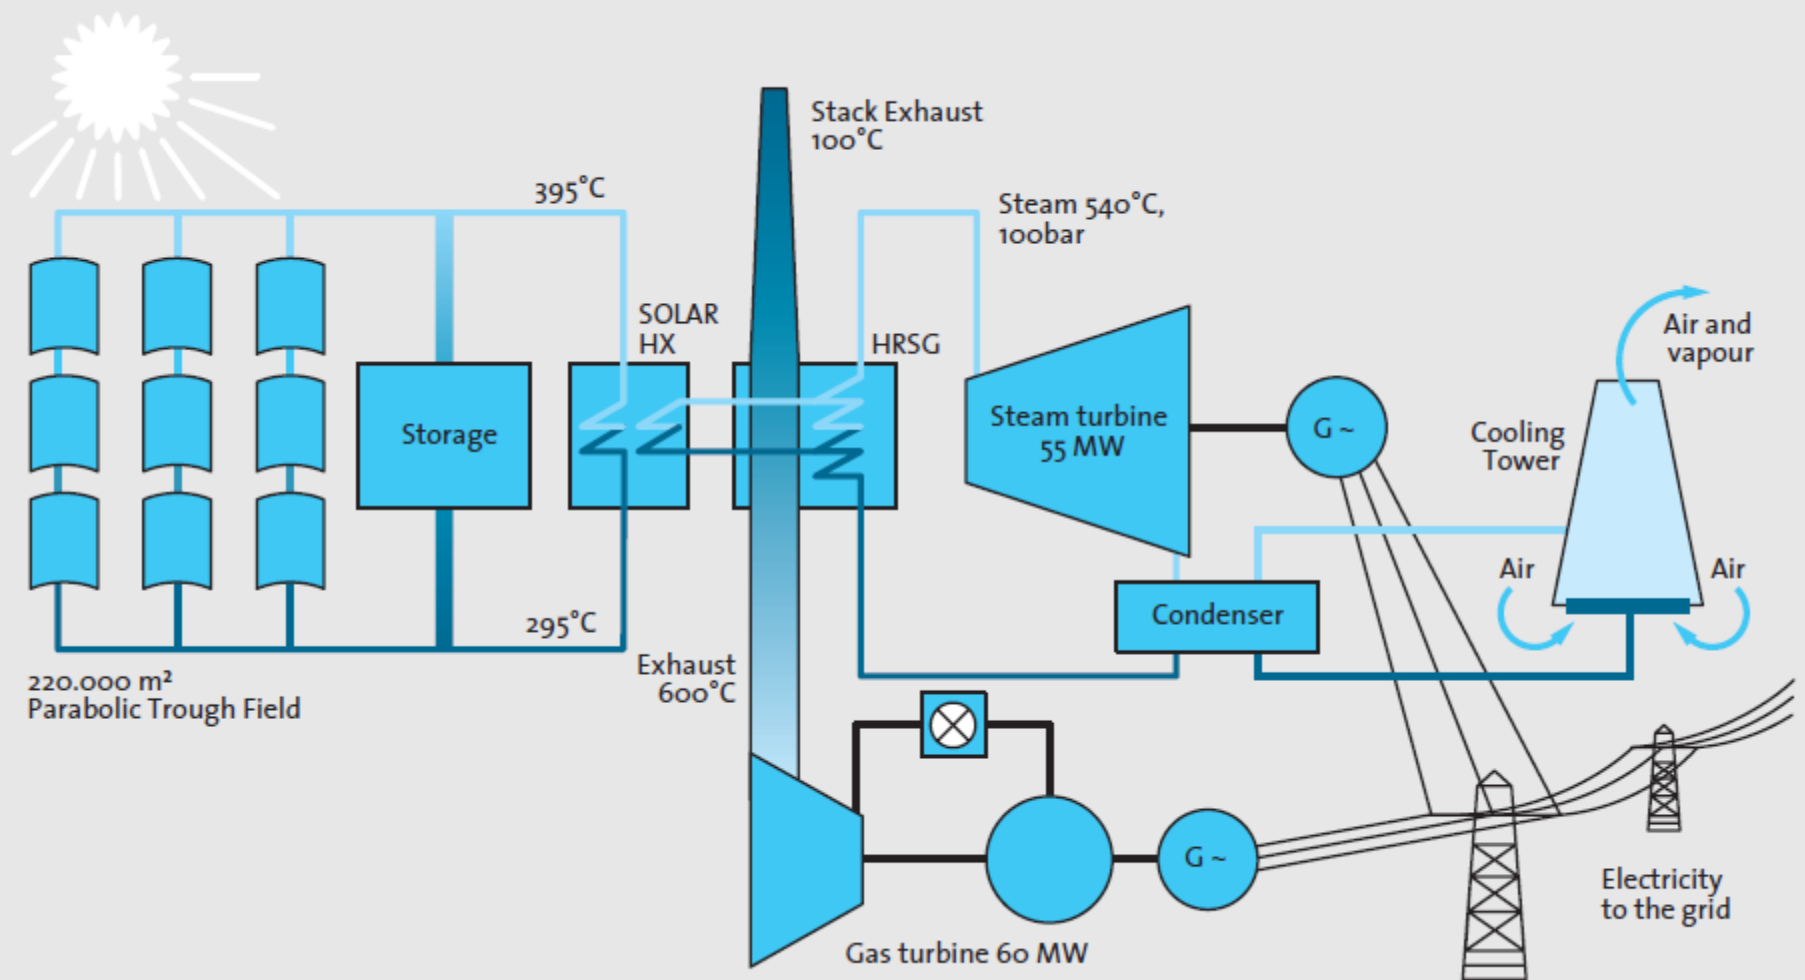 Stack Exhaust
100°C
395°C
Steam 540°C,
100bar
SOLAR
HX
HRSG
Air and
vapour
Storage
Steam turbine
55 MW
G ~
Cooling
Tower
Air
Air
Condenser
295°C
Exhaust
600°C
220.000 m²
Parabolic Trough Field
G ~
Electricity
to the grid
Gas turbine 60 MW